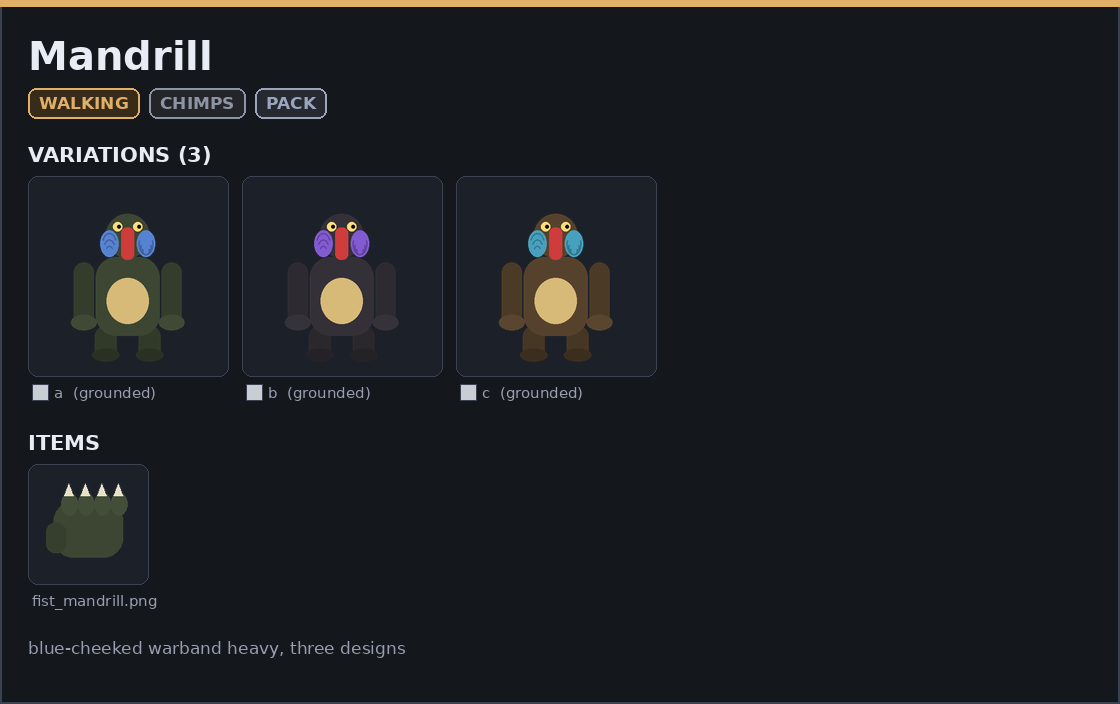 Mandrill
WALKING CHIMPS PACK
VARIATIONS (3)
a (grounded) b (grounded) c (grounded)
ITEMS
fist_mandrill.png
blue-cheeked warband heavy, three designs